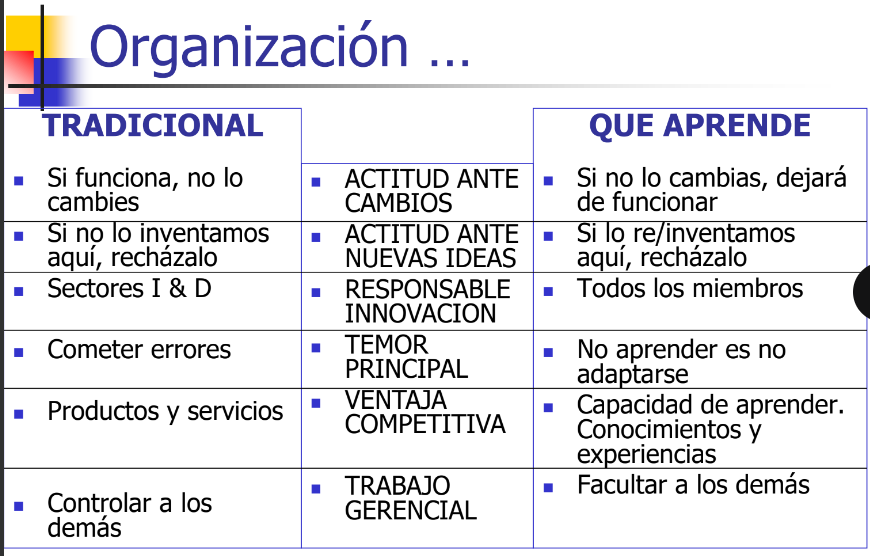 Organización ...
TRADICIONAL
QUE APRENDE
Si funciona, no lo
cambies
ACTITUD ANTE
CAMBIOS
Si no lo cambias, dejará
de funcionar
Si no lo inventamos
aquí, recházalo
ACTITUD ANTE
NUEVAS IDEAS
Si lo re/inventamos
aquí, recházalo
Sectores I & D
RESPONSABLE
INNOVACION
Todos los miembros
Cometer errores
TEMOR
PRINCIPAL
No aprender es no
adaptarse
Productos y servicios
VENTAJA
COMPETITIVA
Capacidad de aprender.
Conocimientos y
experiencias
Controlar a los
demás
TRABAJO
GERENCIAL
Facultar a los demás